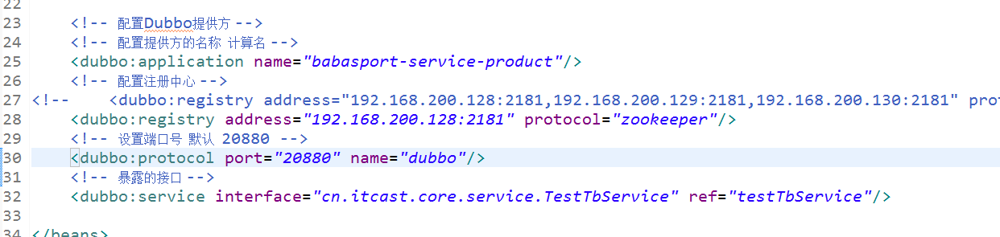 22
23 <!-- 配置Dubbo提供方 -->
24 <!-- 配置提供方的名称 计算名 -->
25 <dubbo:application name="babasport-service-product"/>
26 <!-- 配置注册中心 -->
27 <!-- <dubbo:registry address="192.168.200.128:2181,192.168.200.129:2181,192.168.200.130:2181" prot
28 <dubbo:registry address="192.168.200.128:2181" protocol="zookeeper"/>
29 <!-- 设置端口号 默认 20880 -->
30 <dubbo:protocol port="20880" name="dubbo"/>
31 <!-- 暴露的接口 -->
32 <dubbo:service interface="cn.itcast.core.service.TestTbService" ref="testTbService"/>
33
34 </beans>